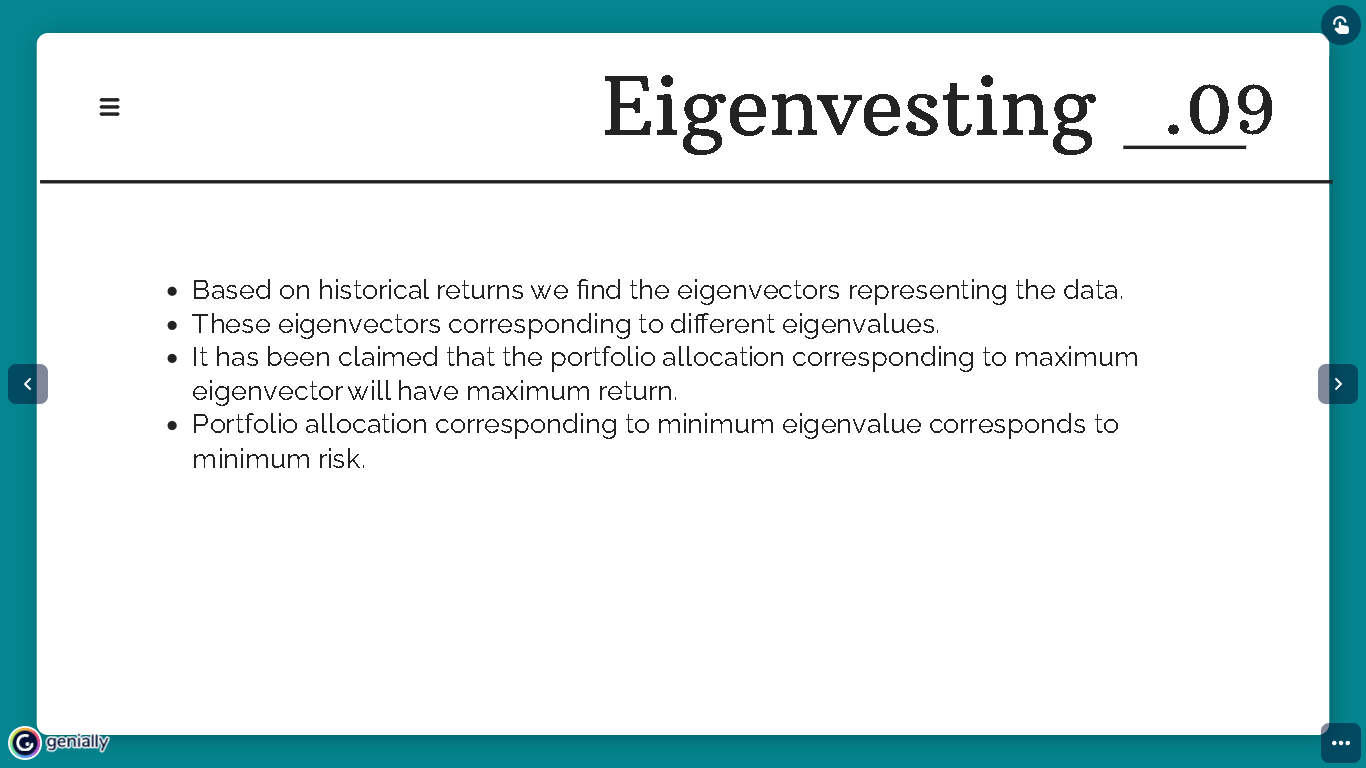 Eigenvesting .09
• Based on historical returns we find the eigenvectors representing the data.
• These eigenvectors corresponding to different eigenvalues.
• It has been claimed that the portfolio allocation corresponding to maximum
eigenvector will have maximum return.
• Portfolio allocation corresponding to minimum eigenvalue corresponds to
minimum risk.
genially